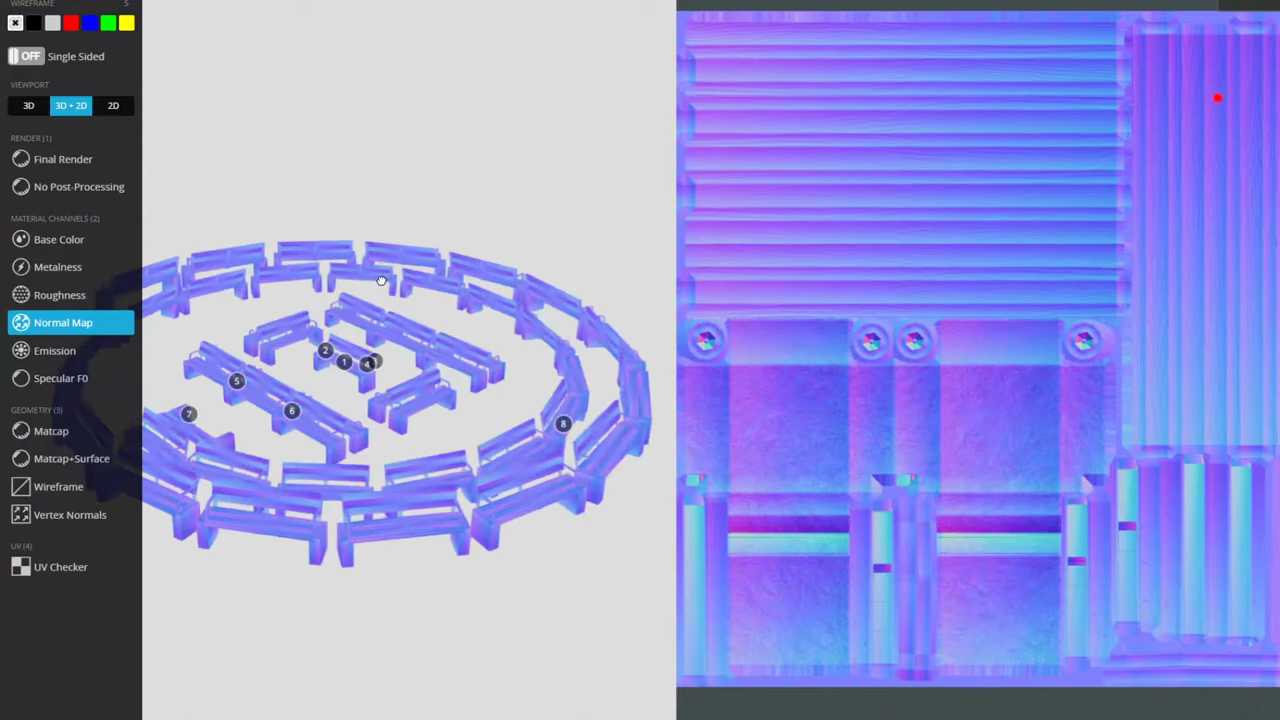 WIREFRAME 5
OFF Single Sided
VIEWPORT
3D 3D + 2D 2D
RENDER (1)
Final Render
No Post-Processing
MATERIAL CHANNELS (2)
Base Color
Metalness
Roughness
Normal Map
Emission
Specular F0
GEOMETRY (3)
Matcap
Matcap+Surface
Wireframe
Vertex Normals
UV (4)
UV Checker
2
1
4
5
6
7
8